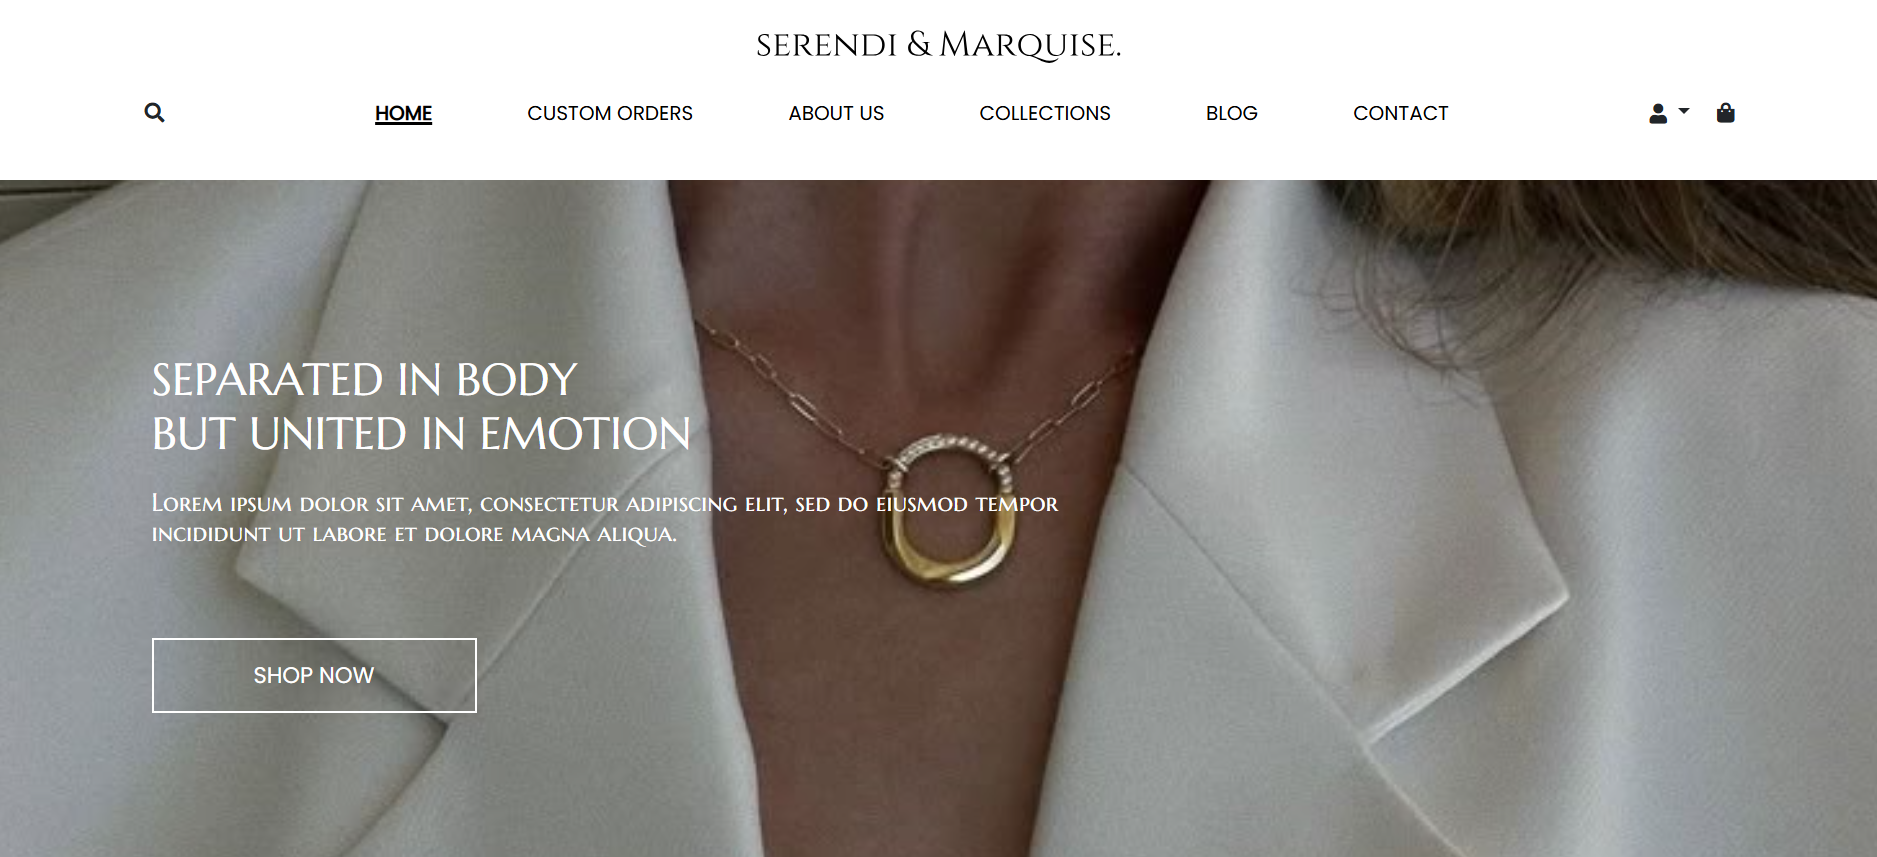 SERENDI & MARQUISE.
HOME CUSTOM ORDERS ABOUT US COLLECTIONS BLOG CONTACT
SEPARATED IN BODY
BUT UNITED IN EMOTION
Lorem ipsum dolor sit amet, consectetur adipiscing elit, sed do eiusmod tempor
incididunt ut labore et dolore magna aliqua.
SHOP NOW